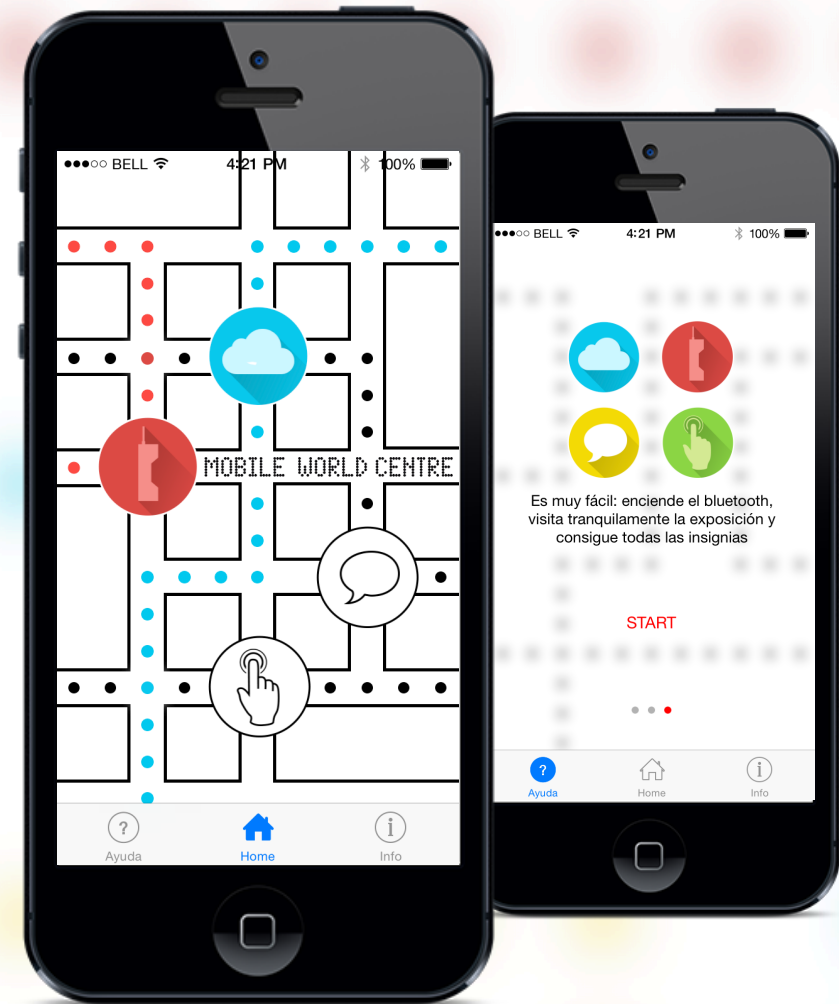 ●●●○○ BELL 4:21 PM 100%
MOBILE WORLD CENTRE
? i
Ayuda Home Info
●●●○○ BELL 4:21 PM 100%
Es muy fácil: enciende el bluetooth,
visita tranquilamente la exposición y
consigue todas las insignias
START
? i
Ayuda Home Info